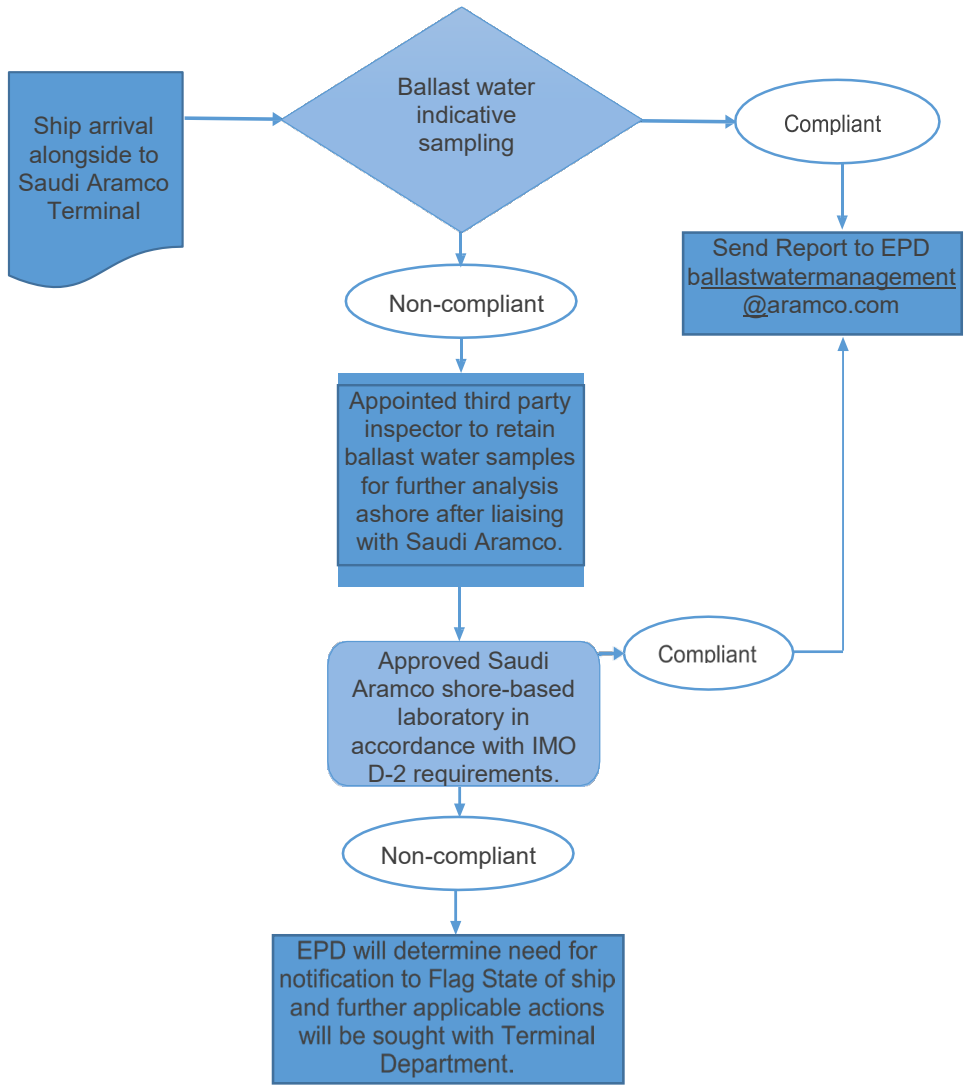 Ship arrival
alongside to
Saudi Aramco
Terminal
Ballast water
indicative
sampling
Compliant
Send Report to EPD
ballastwatermanagement
@aramco.com
Non-compliant
Appointed third party
inspector to retain
ballast water samples
for further analysis
ashore after liaising
with Saudi Aramco.
Approved Saudi
Aramco shore-based
laboratory in
accordance with IMO
D-2 requirements.
Compliant
Non-compliant
EPD will determine need for
notification to Flag State of ship
and further applicable actions
will be sought with Terminal
Department.